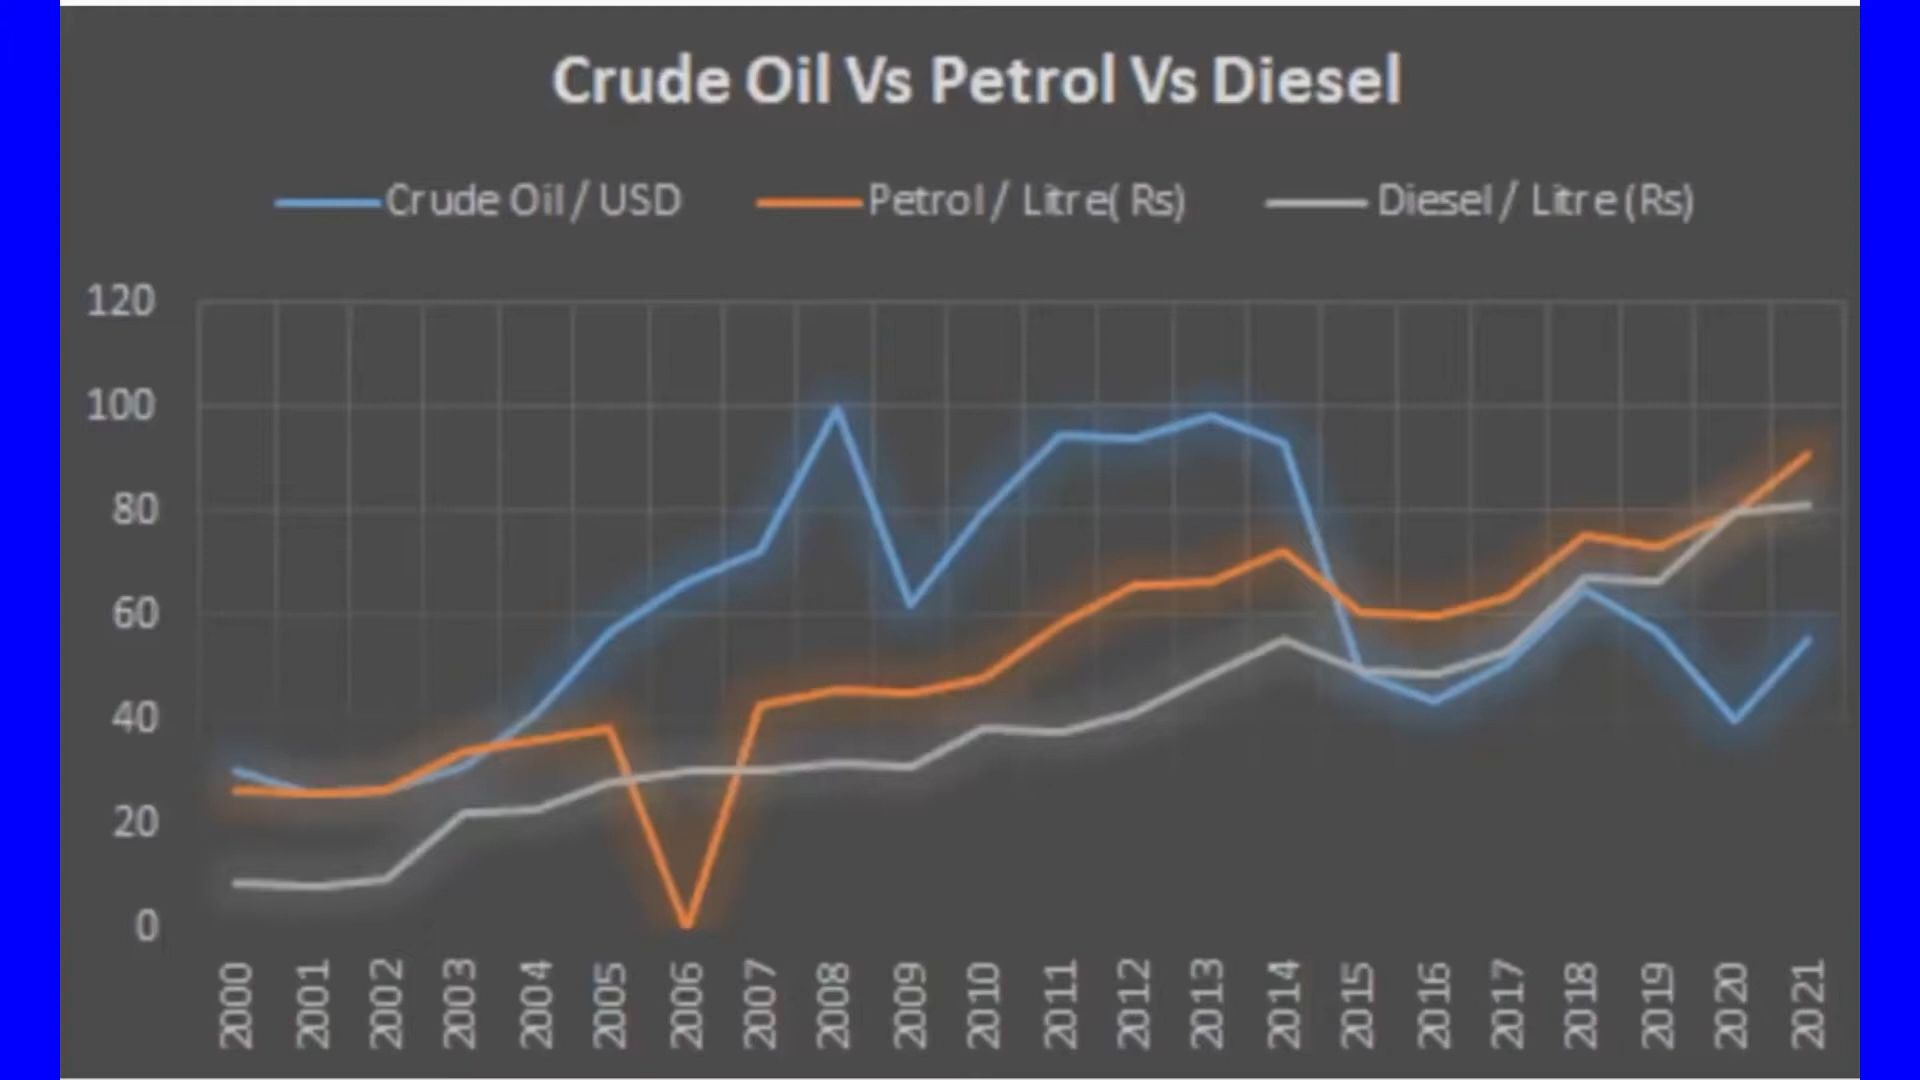 Crude Oil Vs Petrol Vs Diesel
Crude Oil / USD Petrol / Litre( Rs) Diesel / Litre (Rs)
120
100
80
60
40
20
0
2000 2001 2002 2003 2004 2005 2006 2007 2008 2009 2010 2011 2012 2013 2014 2015 2016 2017 2018 2019 2020 2021